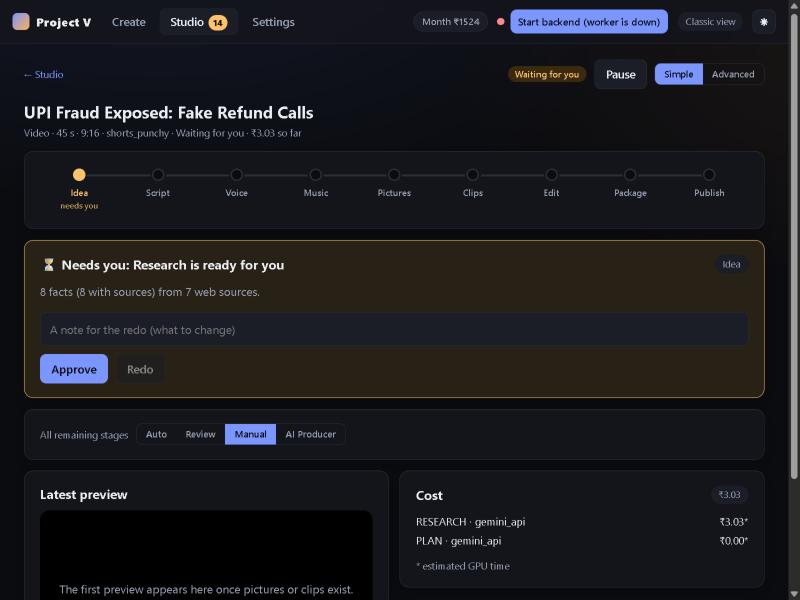 Project V
Create
Studio 14
Settings
Month ₹1524
Start backend (worker is down)
Classic view
← Studio
Waiting for you
Pause
Simple
Advanced
UPI Fraud Exposed: Fake Refund Calls
Video · 45 s · 9:16 · shorts_punchy · Waiting for you · ₹3.03 so far
Idea
needs you
Script
Voice
Music
Pictures
Clips
Edit
Package
Publish
Needs you: Research is ready for you
Idea
8 facts (8 with sources) from 7 web sources.
A note for the redo (what to change)
Approve
Redo
All remaining stages
Auto
Review
Manual
AI Producer
Latest preview
The first preview appears here once pictures or clips exist.
Cost
₹3.03
RESEARCH · gemini_api
₹3.03*
PLAN · gemini_api
₹0.00*
* estimated GPU time